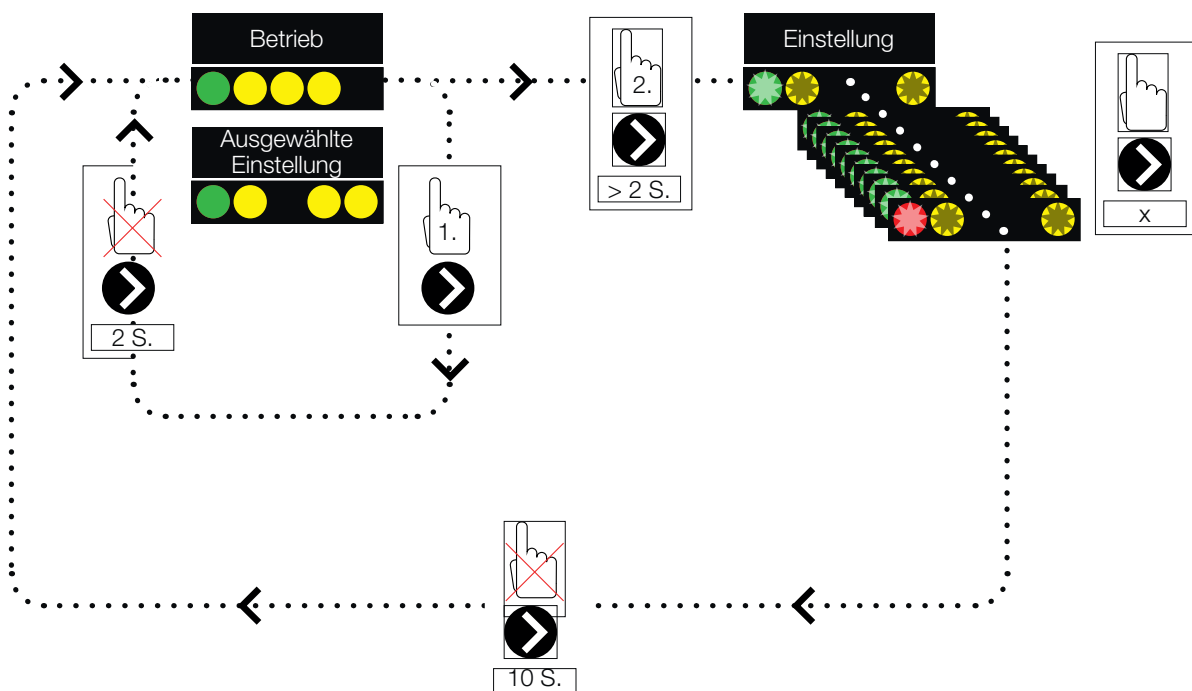 Betrieb
Ausgewählte
Einstellung
2 S.
1.
2.
> 2 S.
Einstellung
x
10 S.